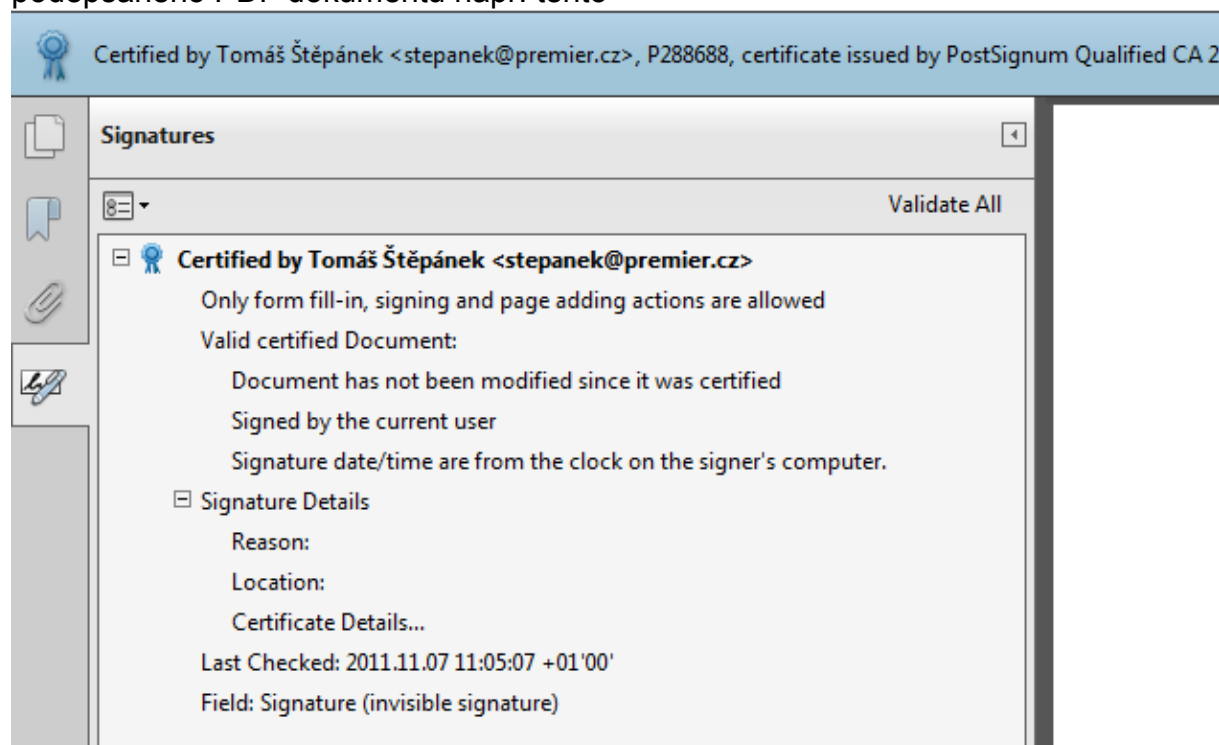 podepsaného PDF dokumentu např. tento
Certified by Tomáš Štěpánek <stepanek@premier.cz>, P288688, certificate issued by PostSignum Qualified CA 2
Signatures
Validate All
Certified by Tomáš Štěpánek <stepanek@premier.cz>
Only form fill-in, signing and page adding actions are allowed
Valid certified Document:
Document has not been modified since it was certified
Signed by the current user
Signature date/time are from the clock on the signer's computer.
Signature Details
Reason:
Location:
Certificate Details...
Last Checked: 2011.11.07 11:05:07 +01'00'
Field: Signature (invisible signature)